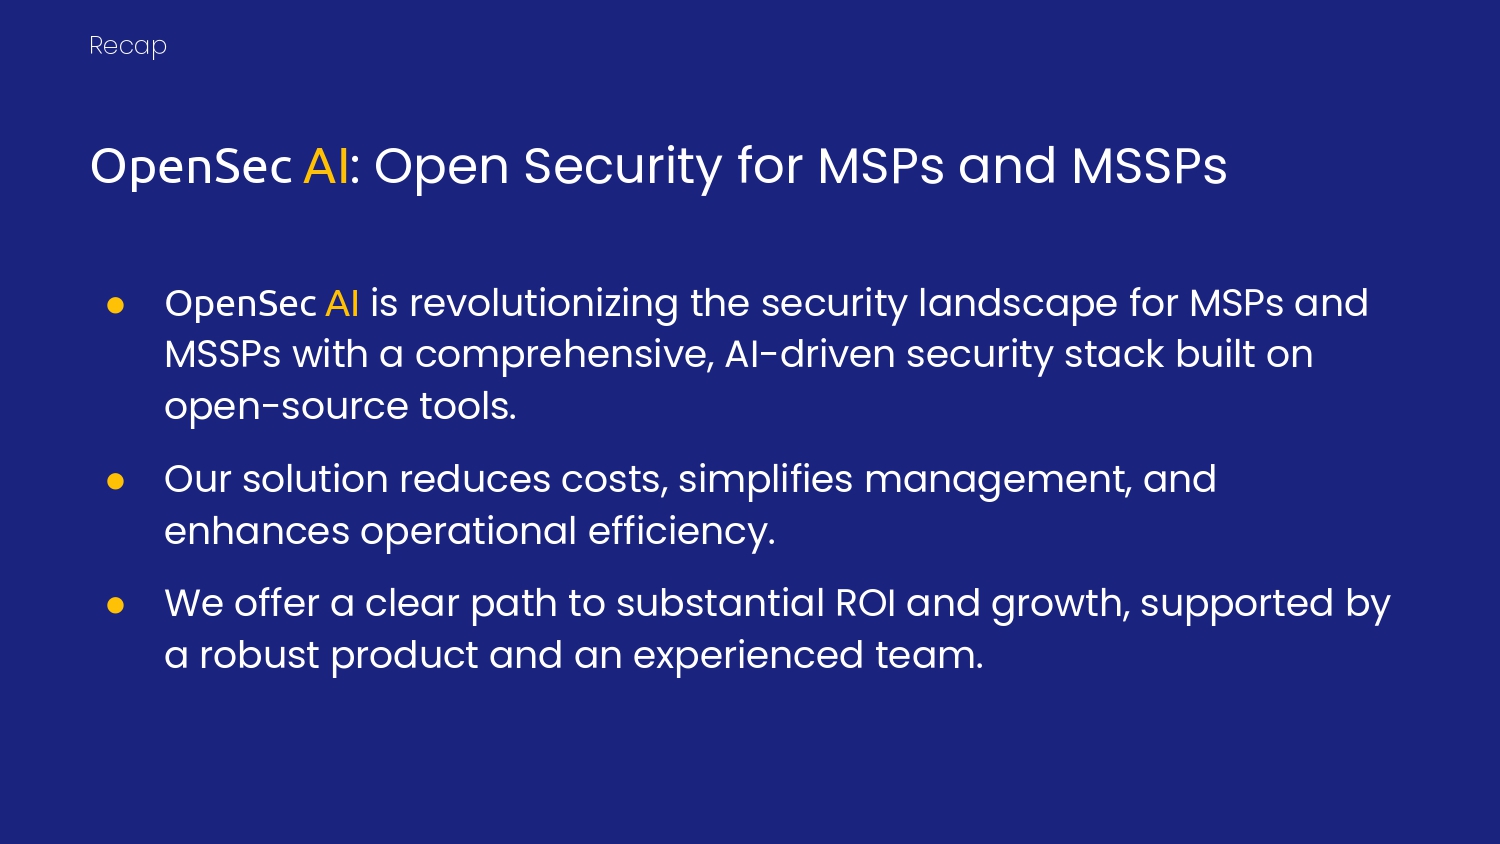 Recap
OpenSec AI: Open Security for MSPs and MSSPs
● OpenSec AI is revolutionizing the security landscape for MSPs and
MSSPs with a comprehensive, AI-driven security stack built on
open-source tools.
● Our solution reduces costs, simplifies management, and
enhances operational efficiency.
● We offer a clear path to substantial ROI and growth, supported by
a robust product and an experienced team.